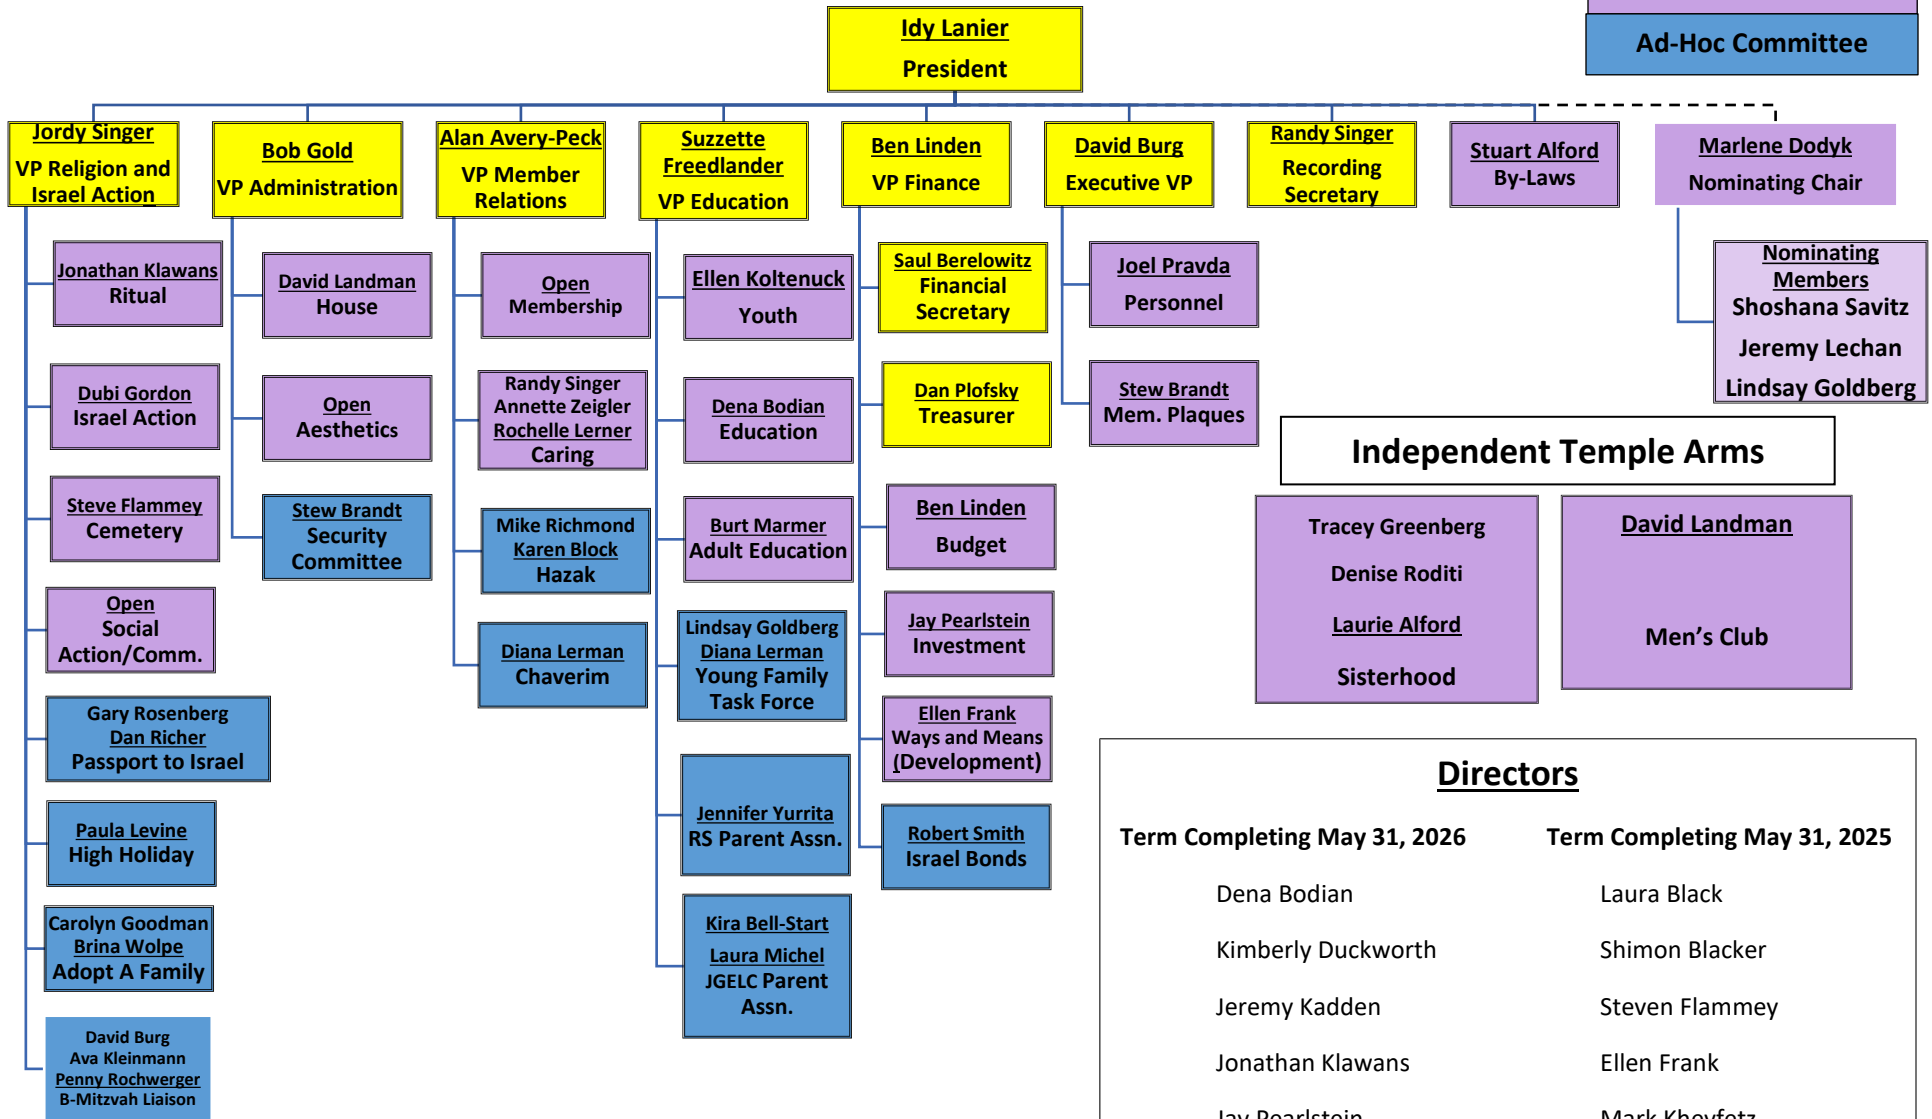 Ad-Hoc Committee
Idy Lanier
President
Jordy Singer
VP Religion and
Israel Action
Bob Gold
VP Administration
Alan Avery-Peck
VP Member
Relations
Suzzette
Freedlander
VP Education
Ben Linden
VP Finance
David Burg
Executive VP
Randy Singer
Recording
Secretary
Stuart Alford
By-Laws
Marlene Dodyk
Nominating Chair
Jonathan Klawans
Ritual
Dubi Gordon
Israel Action
Steve Flammey
Cemetery
Open
Social
Action/Comm.
Gary Rosenberg
Dan Richer
Passport to Israel
Paula Levine
High Holiday
Carolyn Goodman
Brina Wolpe
Adopt A Family
David Burg
Ava Kleinmann
Penny Rochwerger
B-Mitzvah Liaison
David Landman
House
Open
Aesthetics
Stew Brandt
Security
Committee
Open
Membership
Randy Singer
Annette Zeigler
Rochelle Lerner
Caring
Mike Richmond
Karen Block
Hazak
Diana Lerman
Chaverim
Ellen Koltenuck
Youth
Dena Bodian
Education
Burt Marmer
Adult Education
Lindsay Goldberg
Diana Lerman
Young Family
Task Force
Jennifer Yurrita
RS Parent Assn.
Kira Bell-Start
Laura Michel
JGELC Parent
Assn.
Saul Berelowitz
Financial
Secretary
Dan Plofsky
Treasurer
Ben Linden
Budget
Jay Pearlstein
Investment
Ellen Frank
Ways and Means
(Development)
Robert Smith
Israel Bonds
Joel Pravda
Personnel
Stew Brandt
Mem. Plaques
Nominating
Members
Shoshana Savitz
Jeremy Lechan
Lindsay Goldberg
Independent Temple Arms
Tracey Greenberg
Denise Roditi
Laurie Alford
Sisterhood
David Landman
Men’s Club
Directors
Term Completing May 31, 2026
Dena Bodian
Kimberly Duckworth
Jeremy Kadden
Jonathan Klawans
Jay Pearlstein
Term Completing May 31, 2025
Laura Black
Shimon Blacker
Steven Flammey
Ellen Frank
Mark Kheyfetz